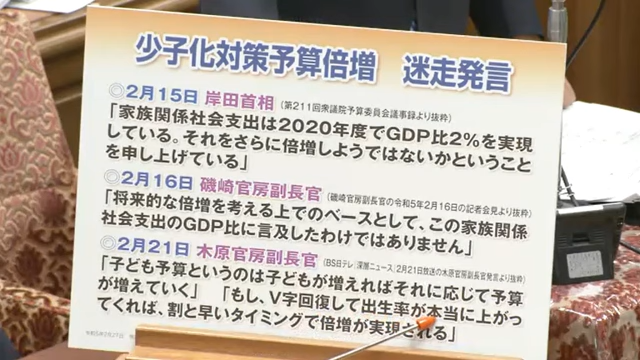 少子化対策予算倍増 迷走発言
◎2月15日 岸田首相（第211回衆議院予算委員会議事録より抜粋）
「家族関係社会支出は2020年度でGDP比2%を実現
している。それをさらに倍増しようではないかということ
を申し上げている」
◎2月16日 磯崎官房副長官（磯崎官房副長官の令和5年2月16日の記者会見より抜粋）
「将来的な倍増を考える上でのベースとして、この家族関係
社会支出のGDP比に言及したわけではありません」
◎2月21日 木原官房副長官（BS日テレ「深層ニュース」2月21日放送の木原官房副長官発言より抜粋）
「子ども予算というのは子どもが増えればそれに応じて予算
が増えていく」 「もし、V字回復して出生率が本当に上がっ
てくれば、割と早いタイミングで倍増が実現される」